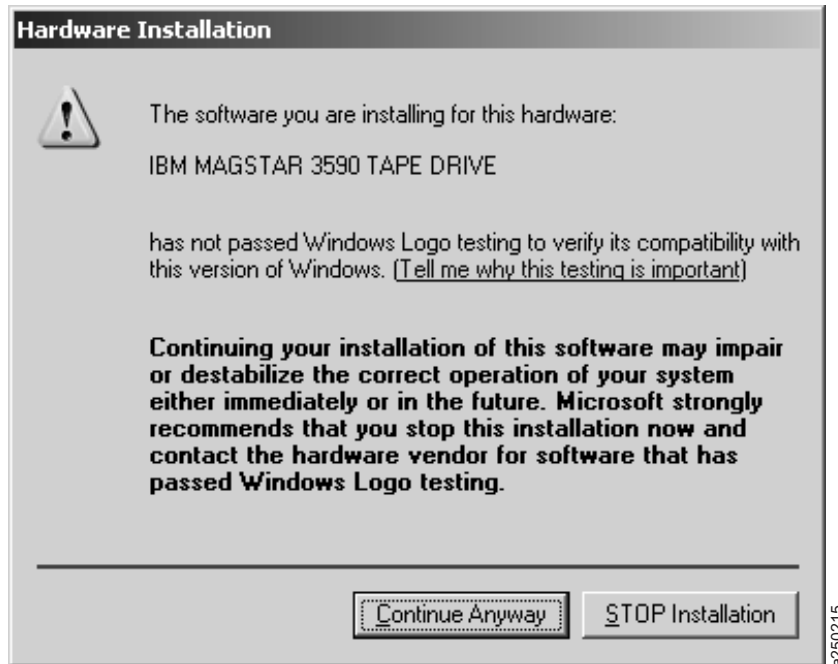 Hardware Installation
The software you are installing for this hardware:
IBM MAGSTAR 3590 TAPE DRIVE
has not passed Windows Logo testing to verify its compatibility with
this version of Windows. (Tell me why this testing is important)
Continuing your installation of this software may impair
or destabilize the correct operation of your system
either immediately or in the future. Microsoft strongly
recommends that you stop this installation now and
contact the hardware vendor for software that has
passed Windows Logo testing.
Continue Anyway
STOP Installation